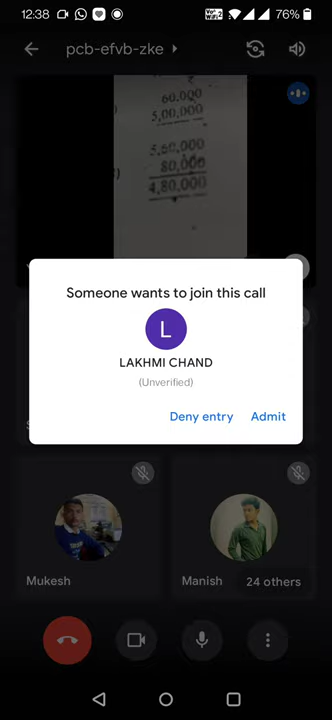 12:38
76%
pcb-efvb-zke
60,000
5,00,000
5,60,000
80,000
4,80,000
Someone wants to join this call
L
LAKHMI CHAND
(Unverified)
Deny entry
Admit
Mukesh
Manish
24 others